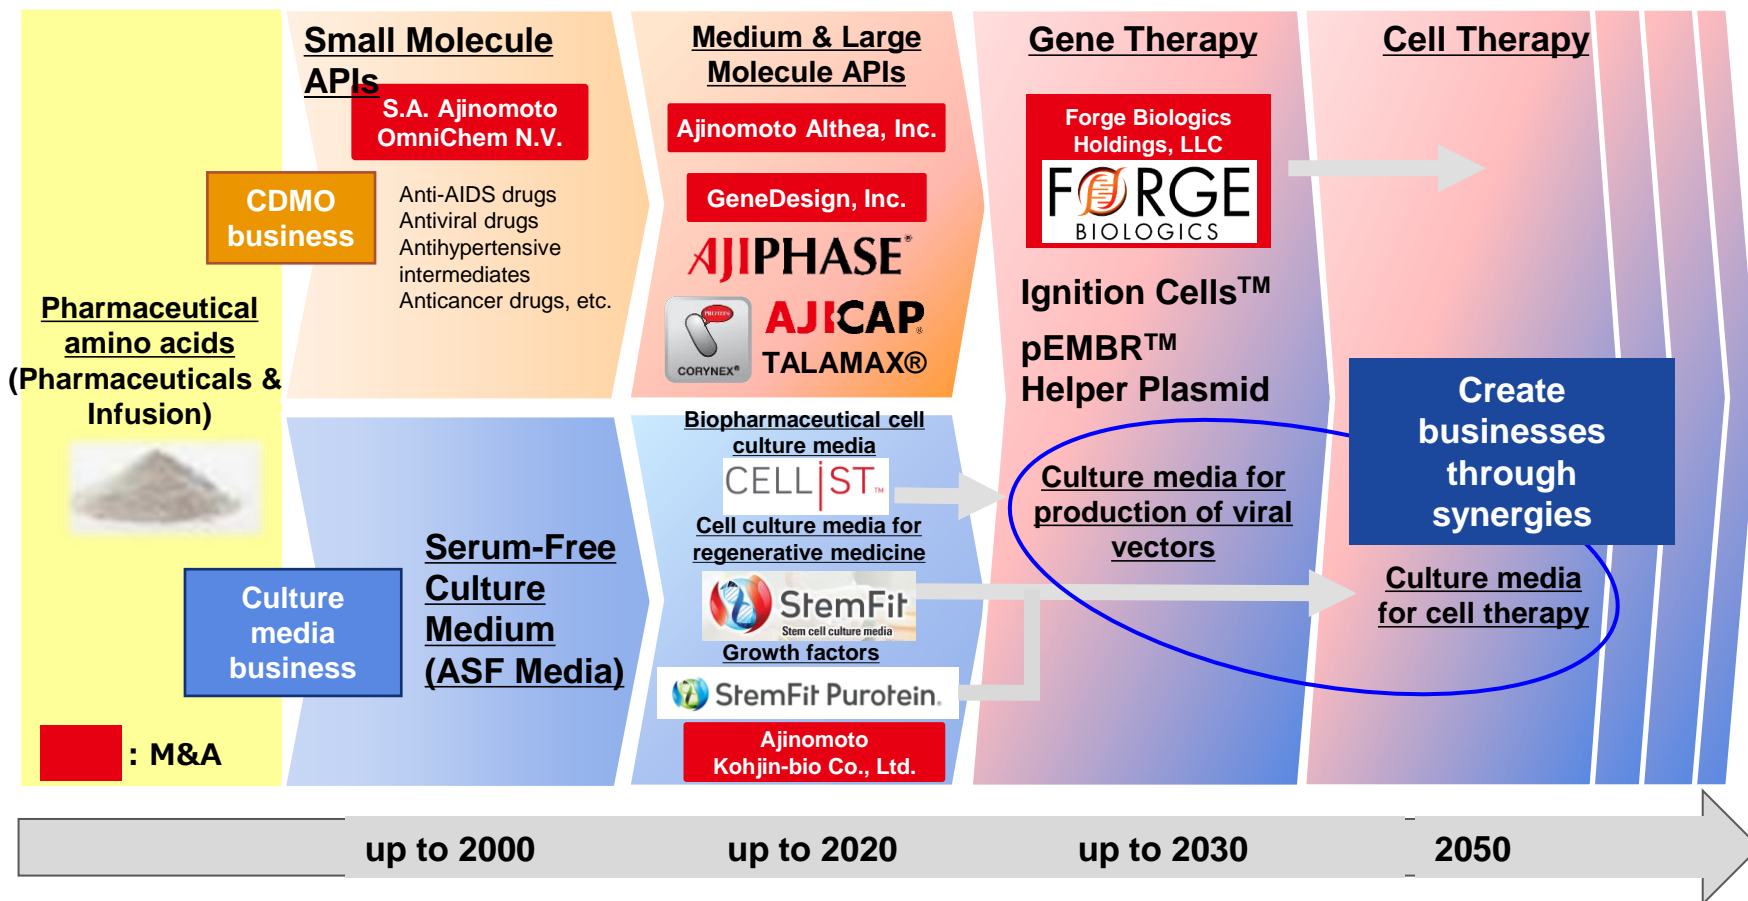 Small Molecule
APIs
S.A. Ajinomoto
OmniChem N.V.
CDMO
business
Anti-AIDS drugs
Antiviral drugs
Antihypertensive
intermediates
Anticancer drugs, etc.
Medium & Large
Molecule APIs
Ajinomoto Althea, Inc.
GeneDesign, Inc.
AJIPHASE®
PROTEIN
CORYNEX®
AJICAP®
TALAMAX®
Gene Therapy
Forge Biologics
Holdings, LLC
FORGE
BIOLOGICS
Ignition Cells™
pEMBR™
Helper Plasmid
Cell Therapy
Create
businesses
through
synergies
Pharmaceutical
amino acids
(Pharmaceuticals &
Infusion)
Culture
media
business
Serum-Free
Culture
Medium
(ASF Media)
Biopharmaceutical cell
culture media
CELLiST™
Cell culture media for
regenerative medicine
StemFit
Stem cell culture media
Growth factors
StemFit Purotein®
Ajinomoto
Kohjin-bio Co., Ltd.
Culture media for
production of viral
vectors
Culture media
for cell therapy
: M&A
up to 2000
up to 2020
up to 2030
2050